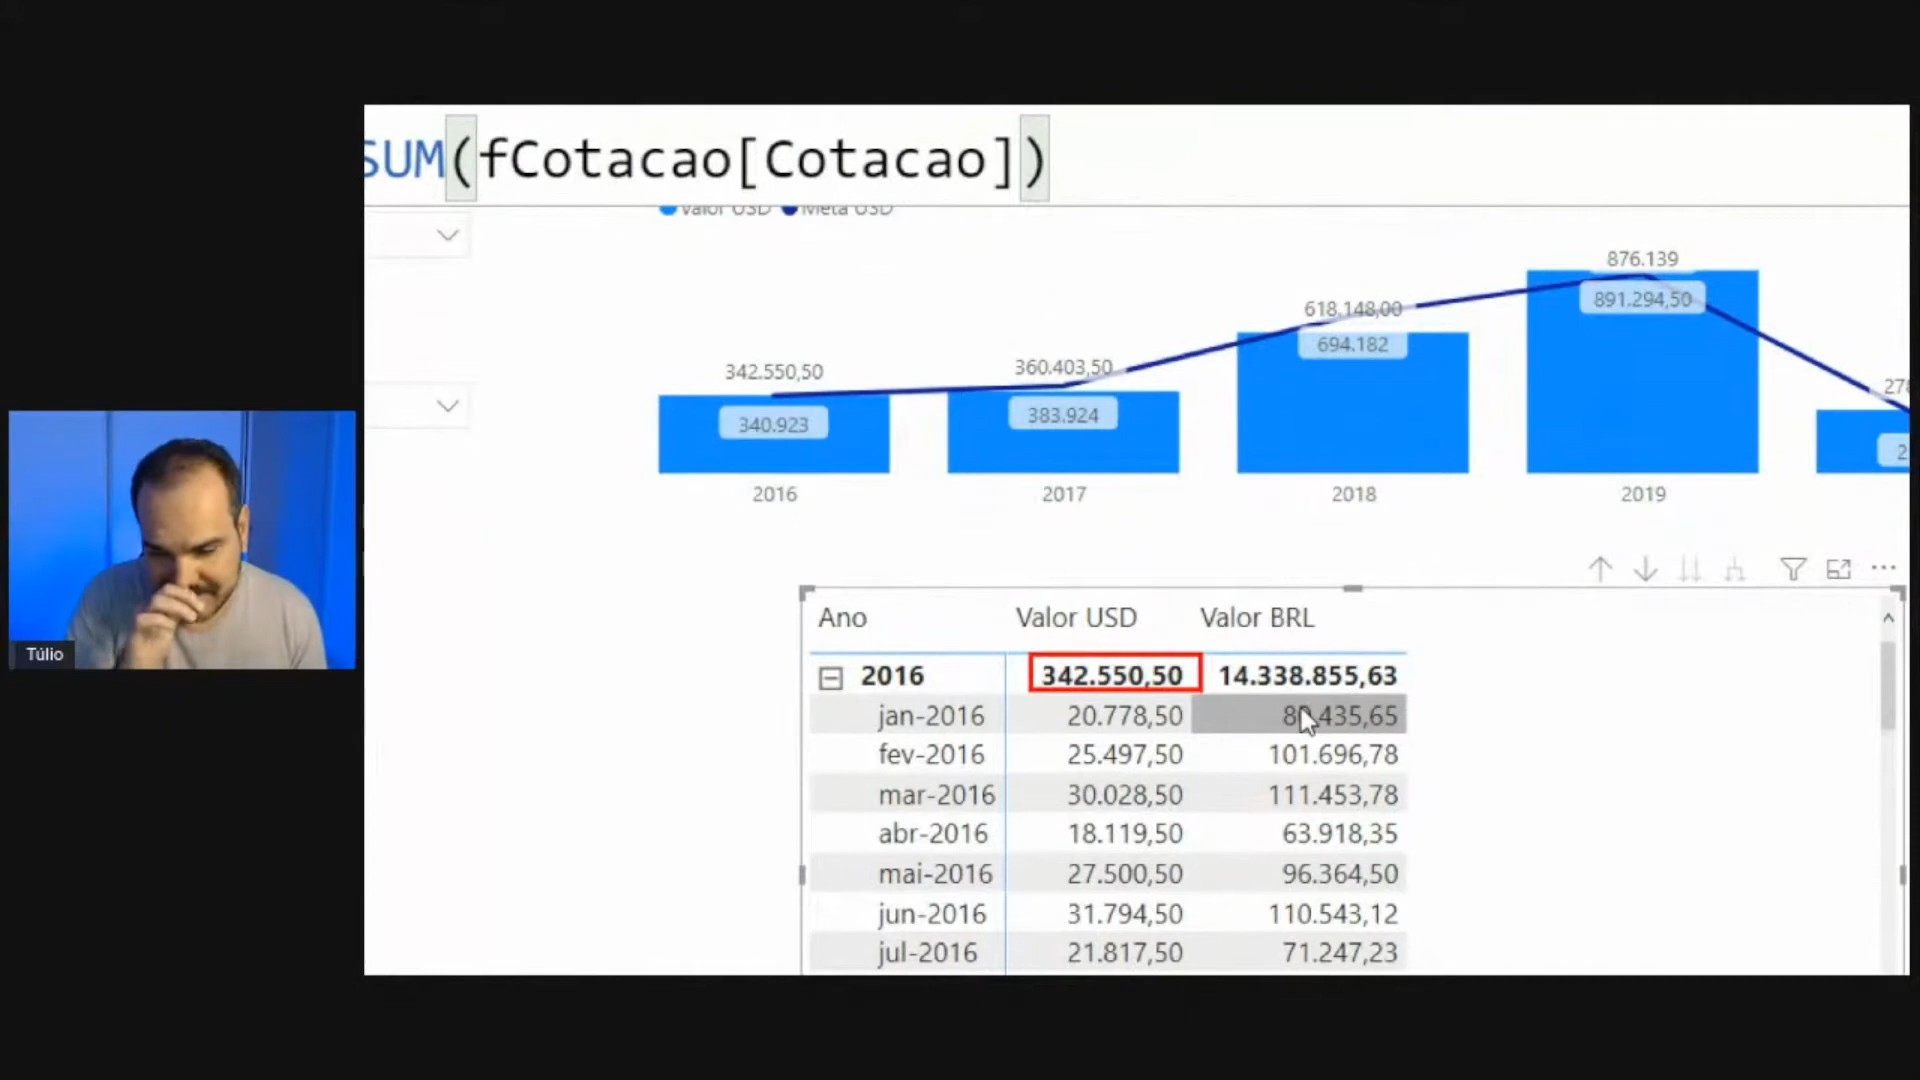 SUM(fCotacao[Cotacao])
Valor USD Meta USD
876.139
891.294,50
618.148,00
694.182
342.550,50
360.403,50
340.923
383.924
2016 2017 2018 2019
Ano Valor USD Valor BRL
2016 342.550,50 14.338.855,63
jan-2016 20.778,50
fev-2016 25.497,50 101.696,78
mar-2016 30.028,50 111.453,78
abr-2016 18.119,50 63.918,35
mai-2016 27.500,50 96.364,50
jun-2016 31.794,50 110.543,12
jul-2016 21.817,50 71.247,23
Túlio